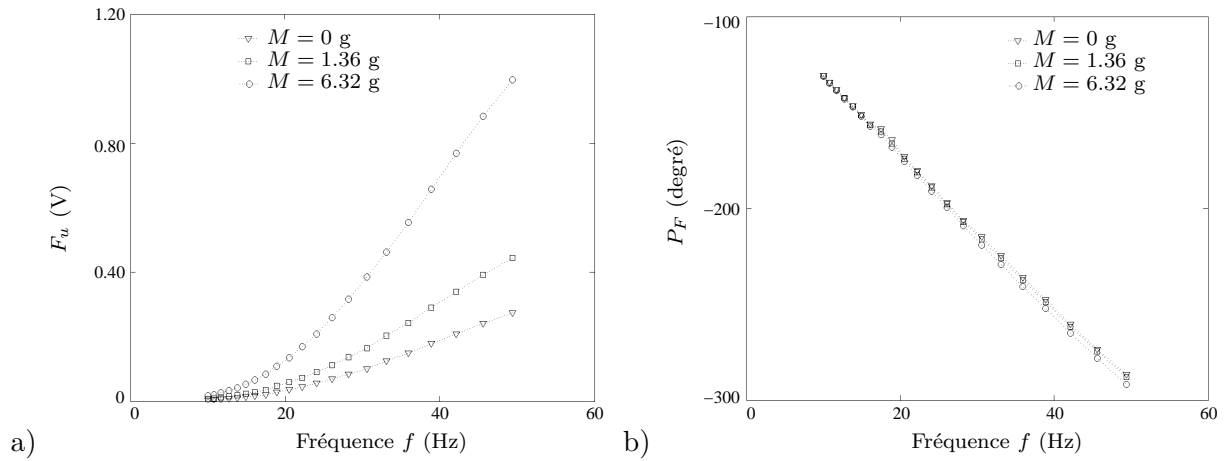 1.20
0.80
0.40
0
F_u (V)
M = 0 g
M = 1.36 g
M = 6.32 g
0 20 40 60
Fréquence f (Hz)
a)
−100
−200
−300
P_F (degré)
M = 0 g
M = 1.36 g
M = 6.32 g
0 20 40 60
Fréquence f (Hz)
b)